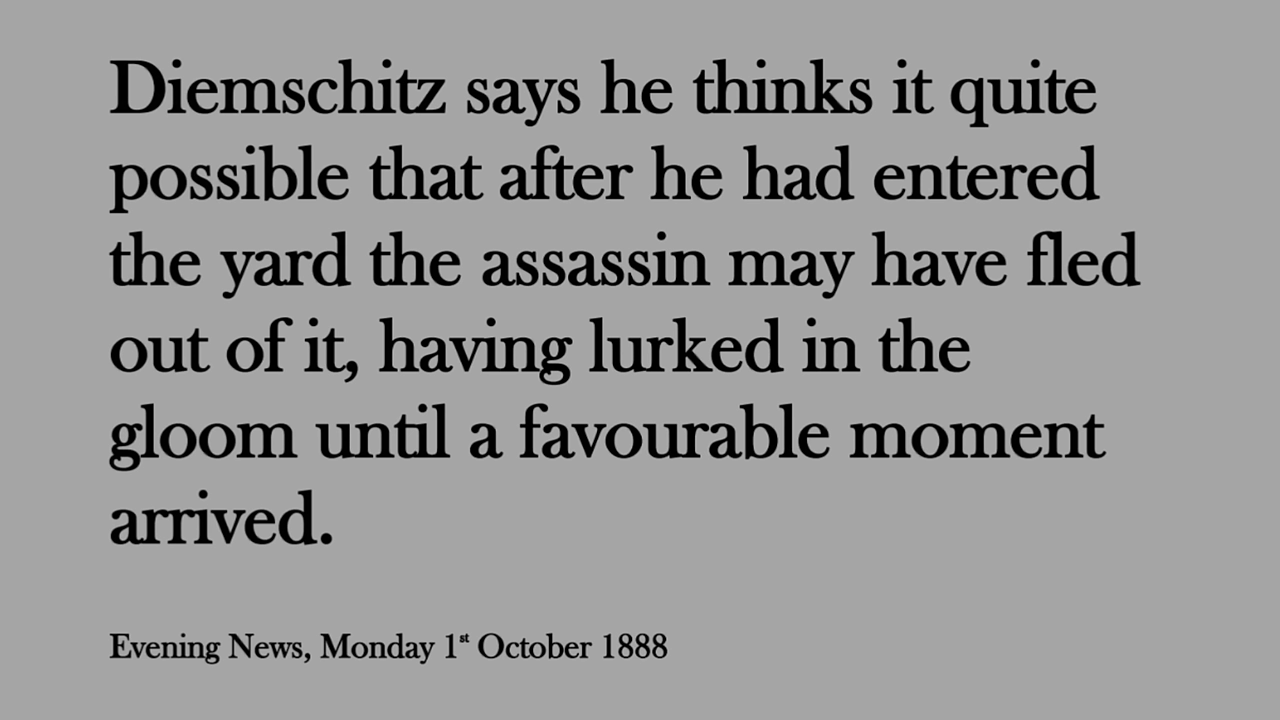 Diemschitz says he thinks it quite
possible that after he had entered
the yard the assassin may have fled
out of it, having lurked in the
gloom until a favourable moment
arrived.
Evening News, Monday 1st October 1888